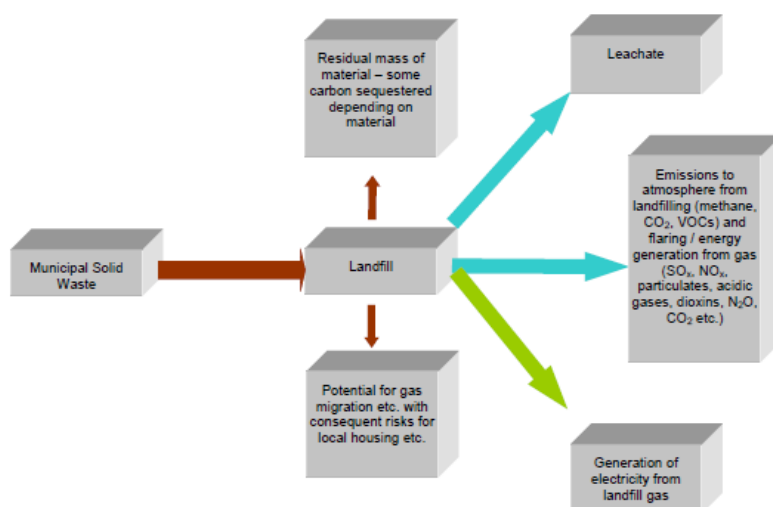 Residual mass of
material – some
carbon sequestered
depending on
material
Leachate
Emissions to
atmosphere from
landfilling (methane,
CO₂, VOCs) and
flaring / energy
generation from gas
(SOₓ, NOₓ,
particulates, acidic
gases, dioxins, N₂O,
CO₂ etc.)
Municipal Solid
Waste
Landfill
Potential for gas
migration etc. with
consequent risks for
local housing etc.
Generation of
electricity from
landfill gas